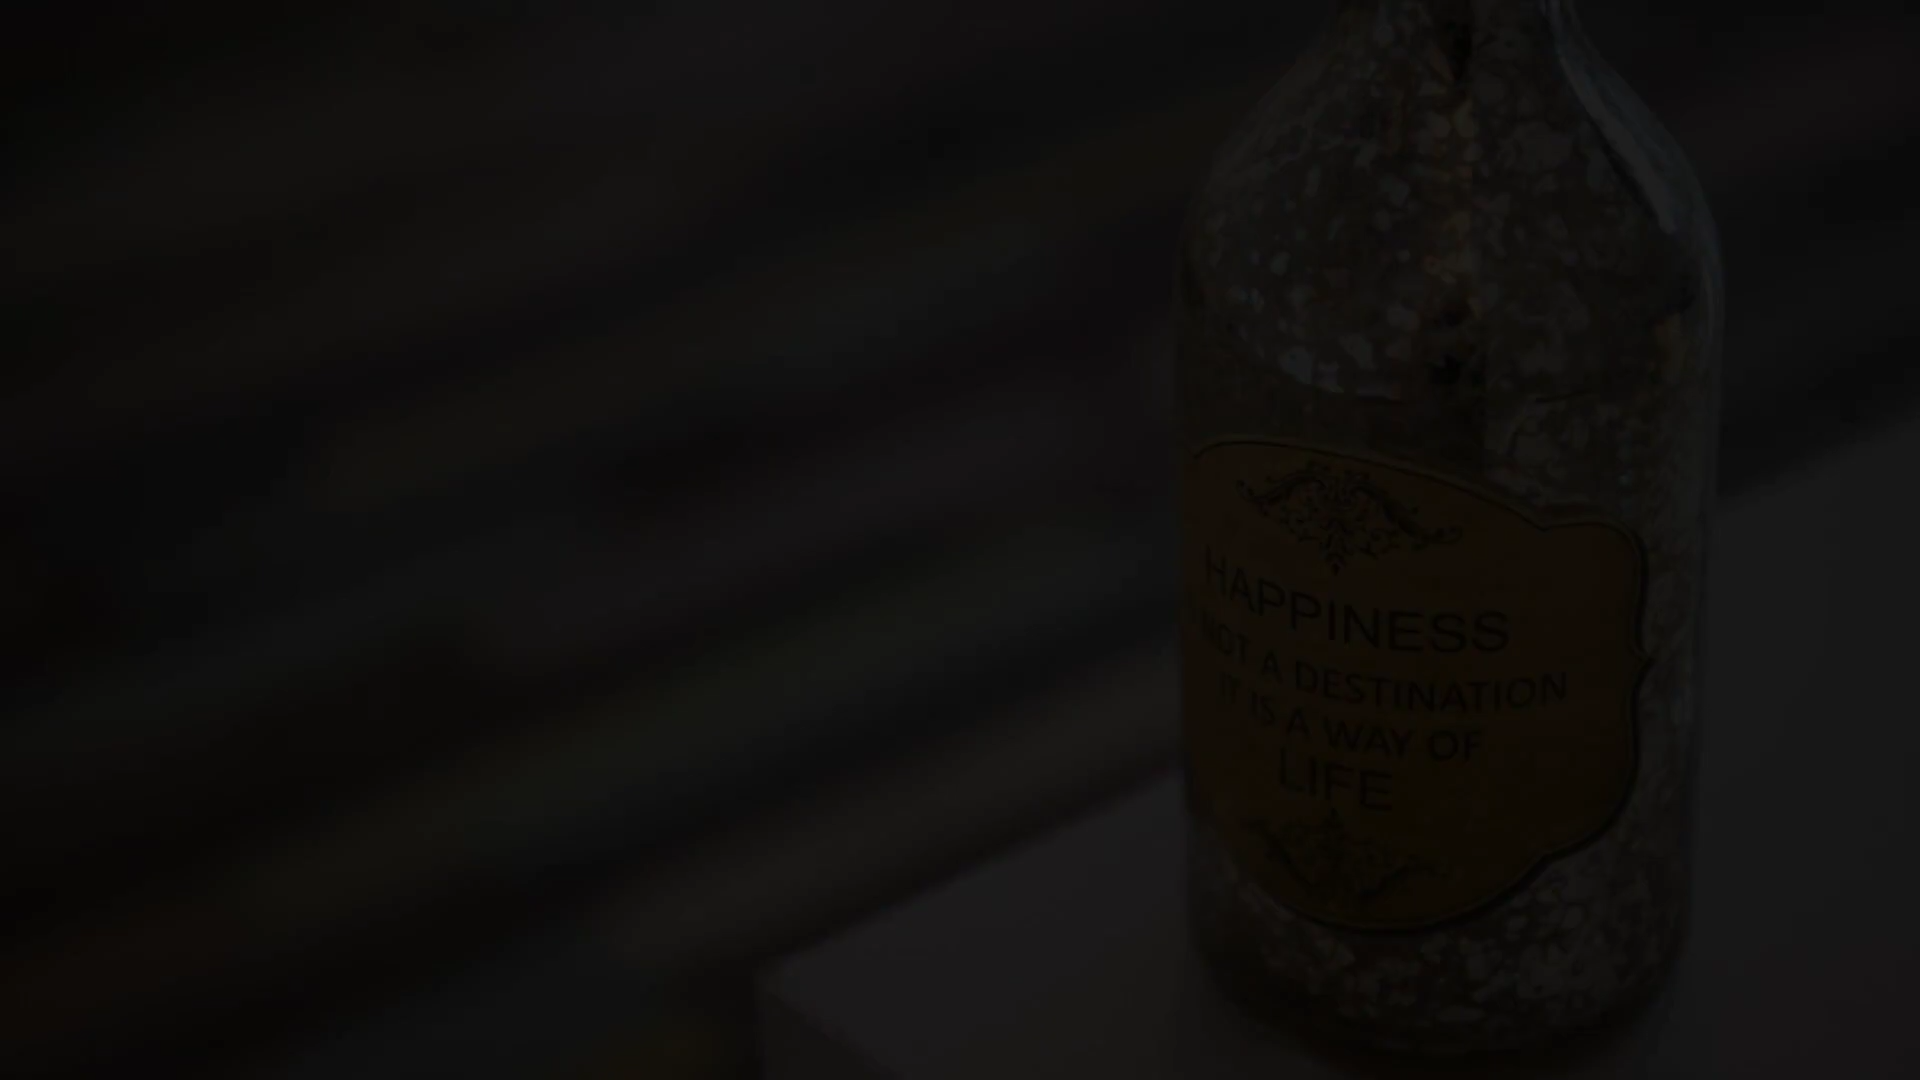 HAPPINESS
NOT A DESTINATION
IT IS A WAY OF
LIFE